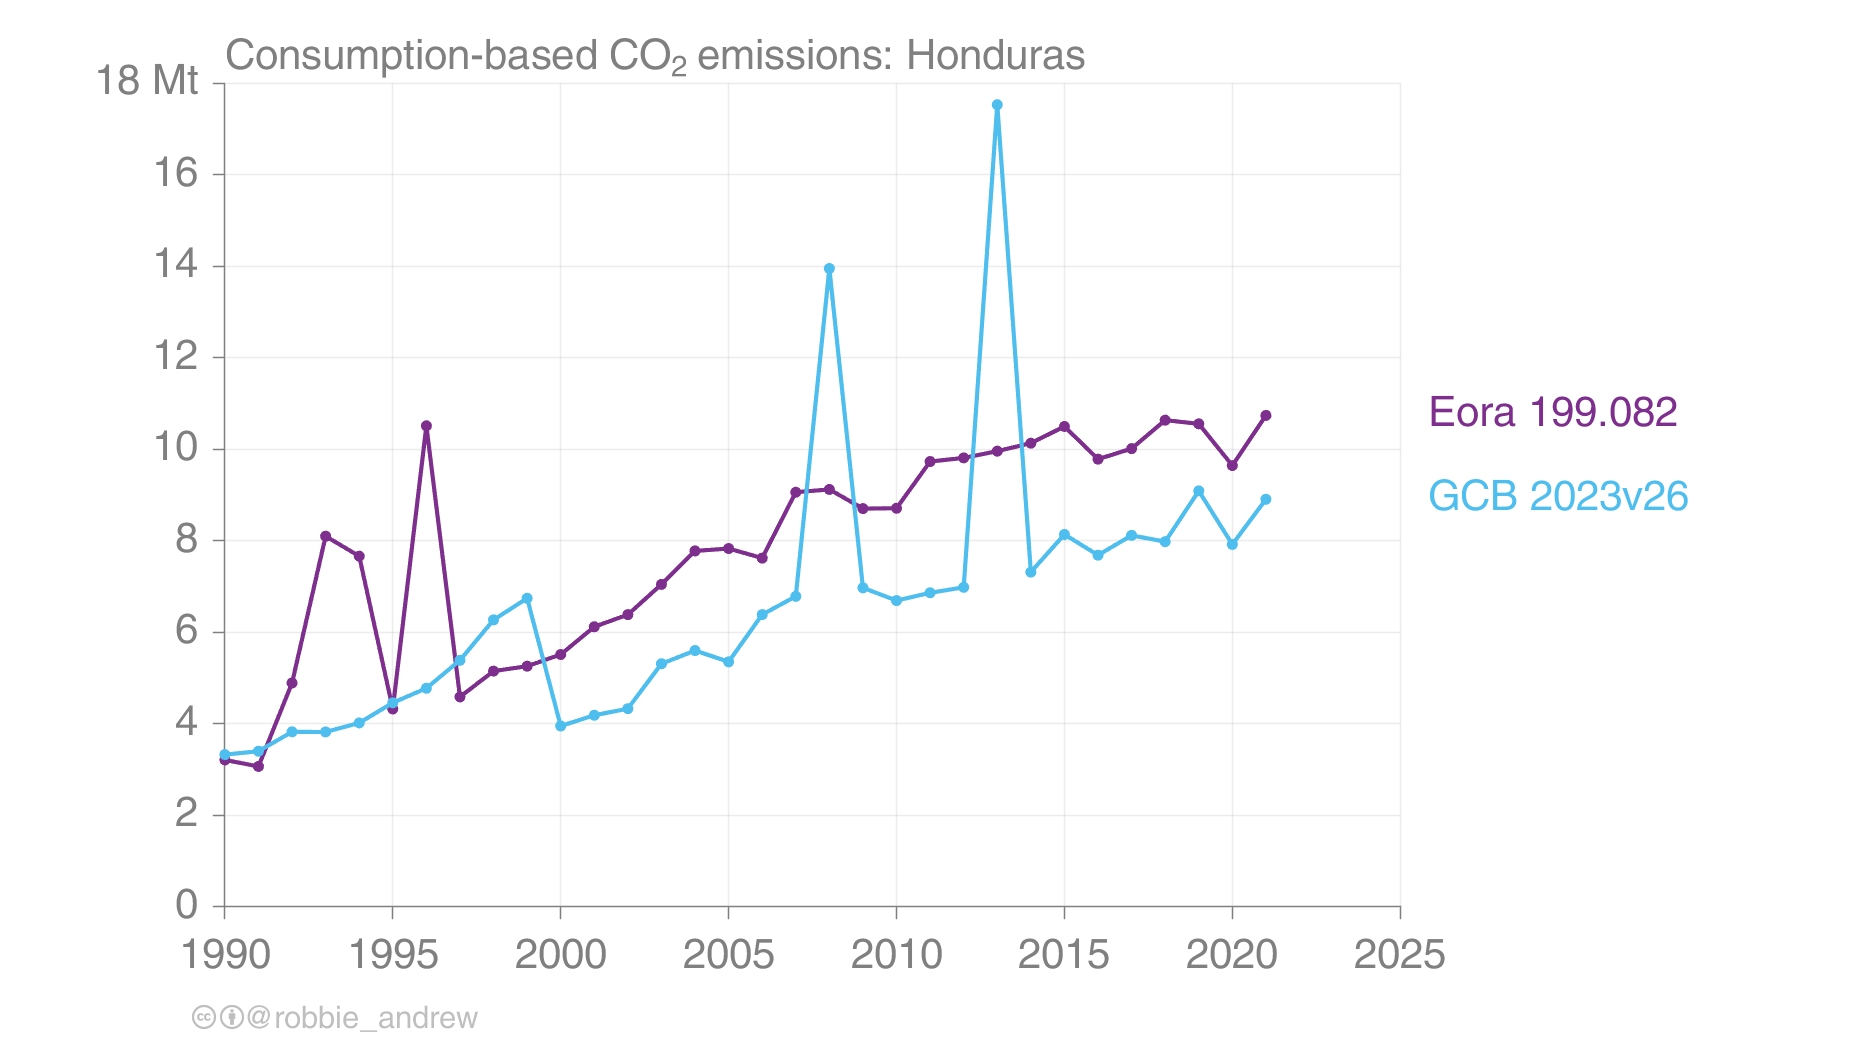 Consumption-based CO₂ emissions: Honduras
18 Mt
16
14
12
10
8
6
4
2
0
1990 1995 2000 2005 2010 2015 2020 2025
Eora 199.082
GCB 2023v26
cc @robbie_andrew